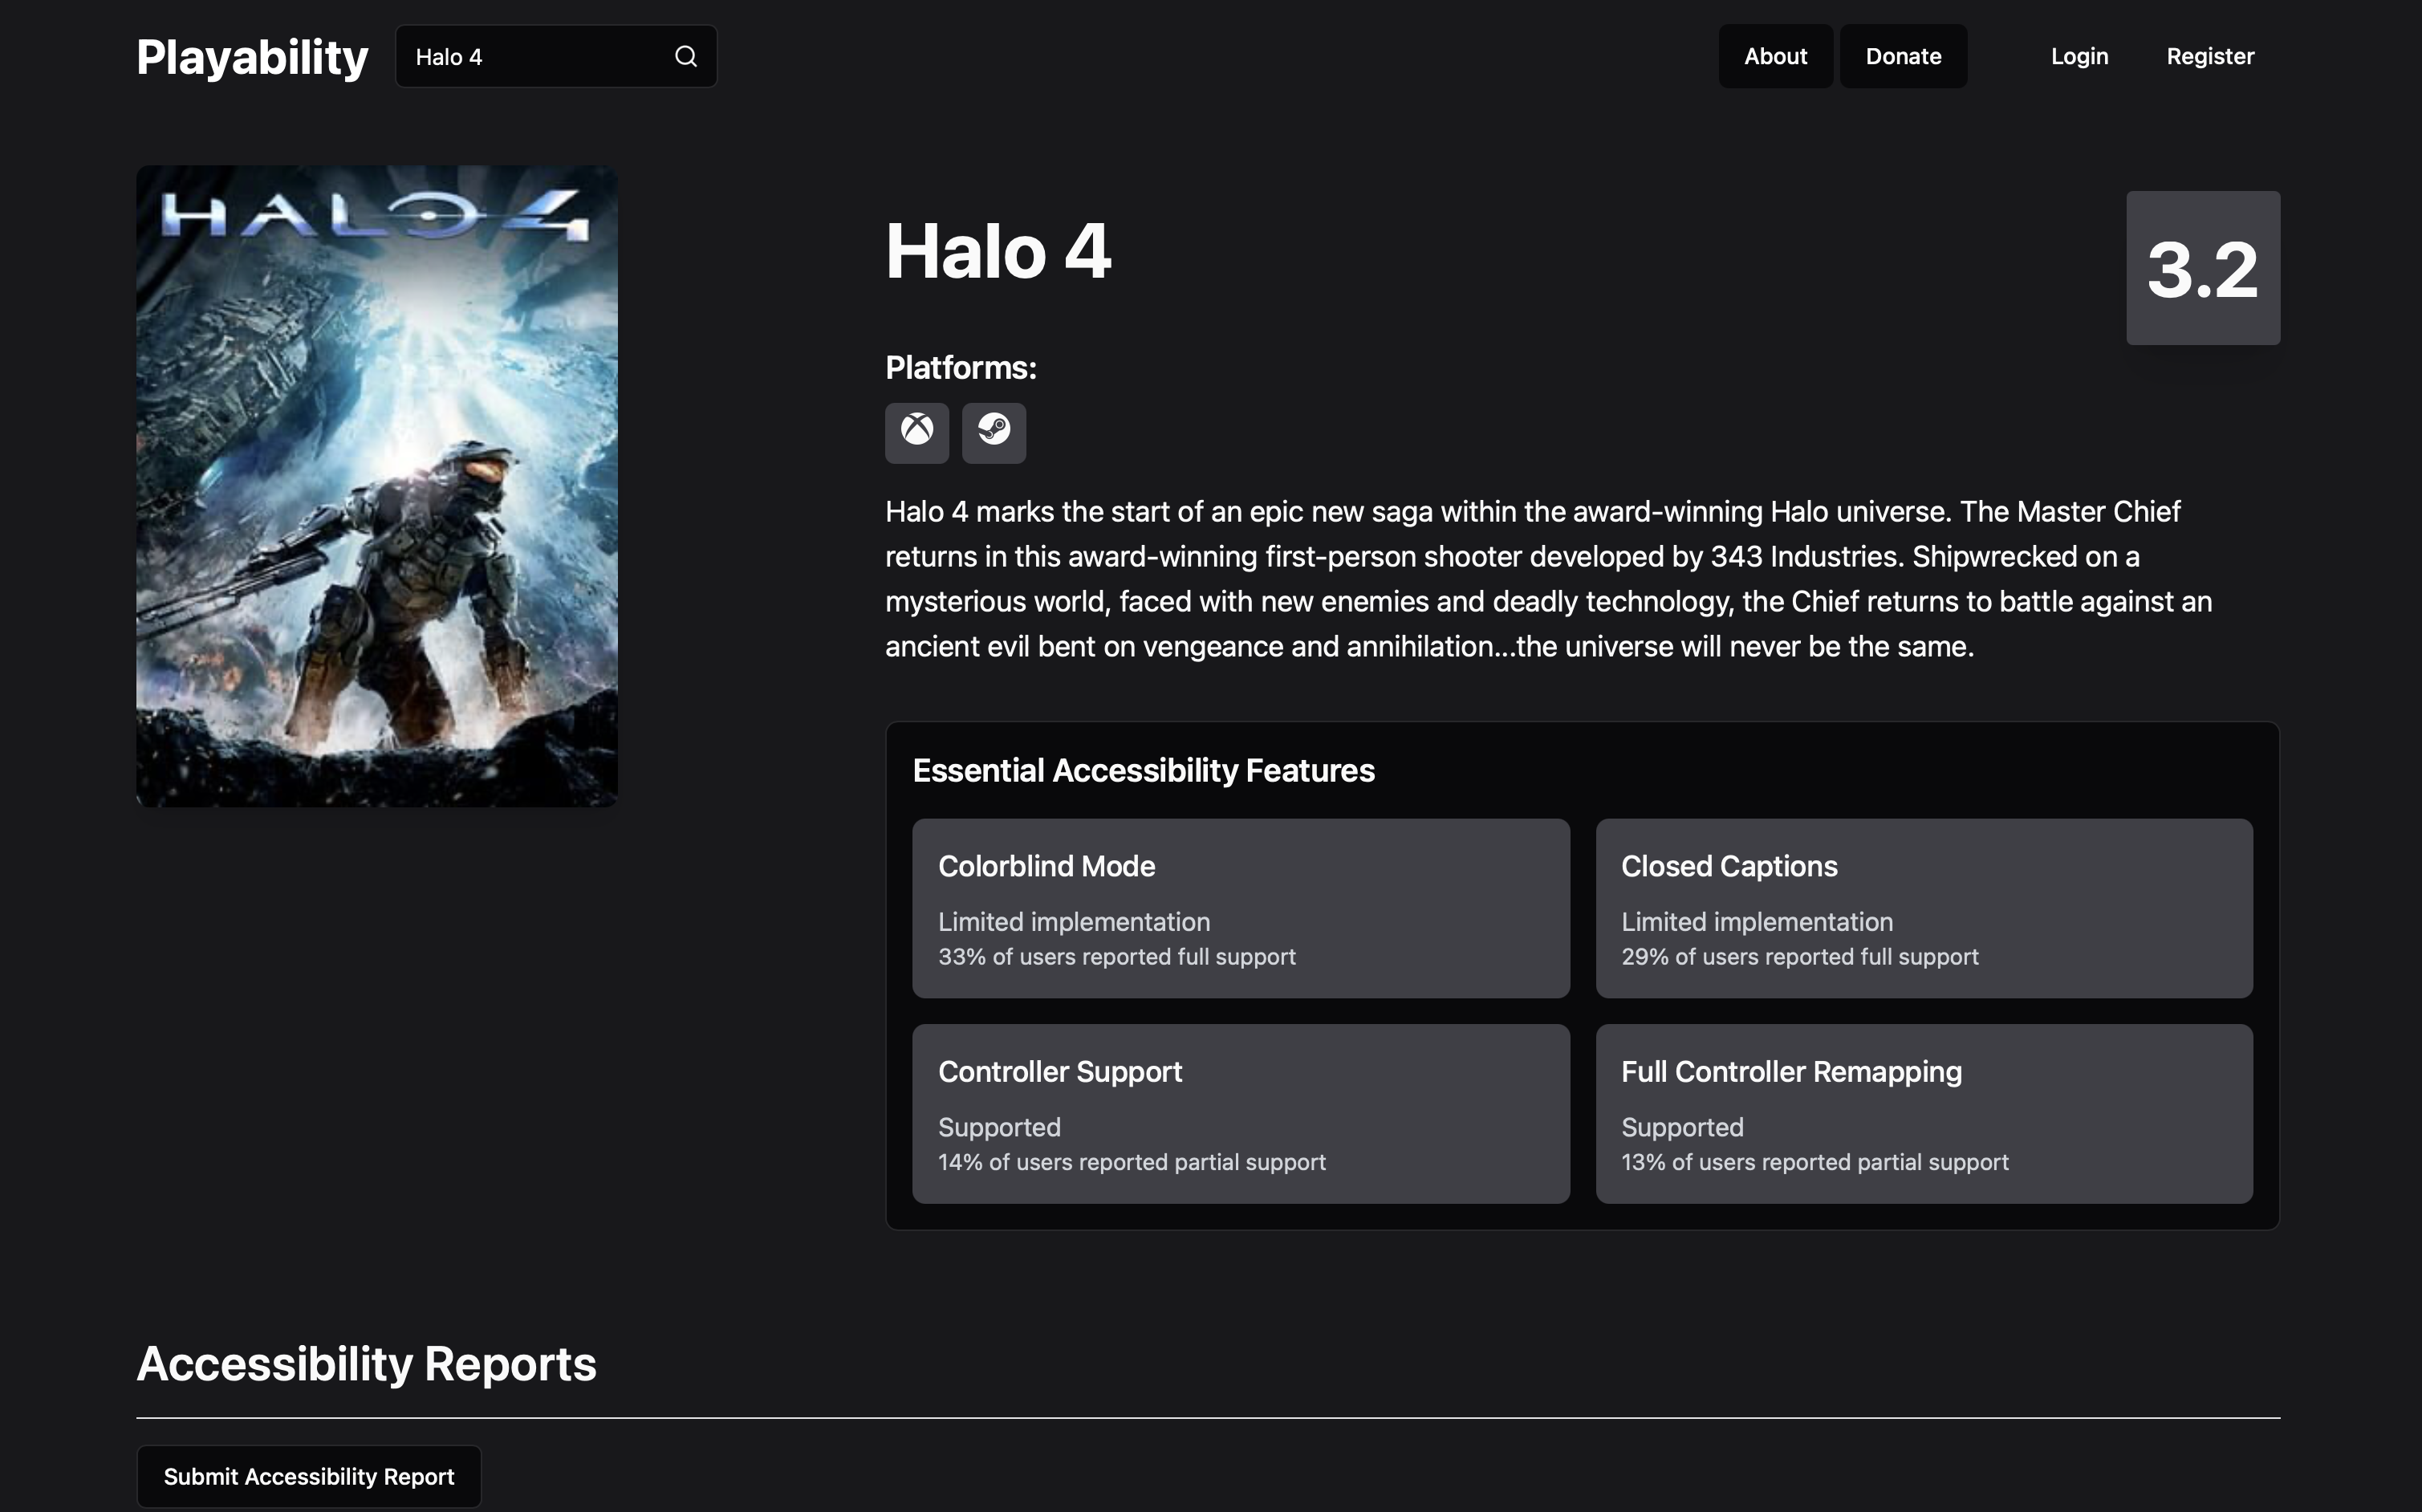 Playability
Halo 4
About
Donate
Login
Register
HALO 4
Halo 4
3.2
Platforms:
Halo 4 marks the start of an epic new saga within the award-winning Halo universe. The Master Chief
returns in this award-winning first-person shooter developed by 343 Industries. Shipwrecked on a
mysterious world, faced with new enemies and deadly technology, the Chief returns to battle against an
ancient evil bent on vengeance and annihilation...the universe will never be the same.
Essential Accessibility Features
Colorblind Mode
Limited implementation
33% of users reported full support
Closed Captions
Limited implementation
29% of users reported full support
Controller Support
Supported
14% of users reported partial support
Full Controller Remapping
Supported
13% of users reported partial support
Accessibility Reports
Submit Accessibility Report